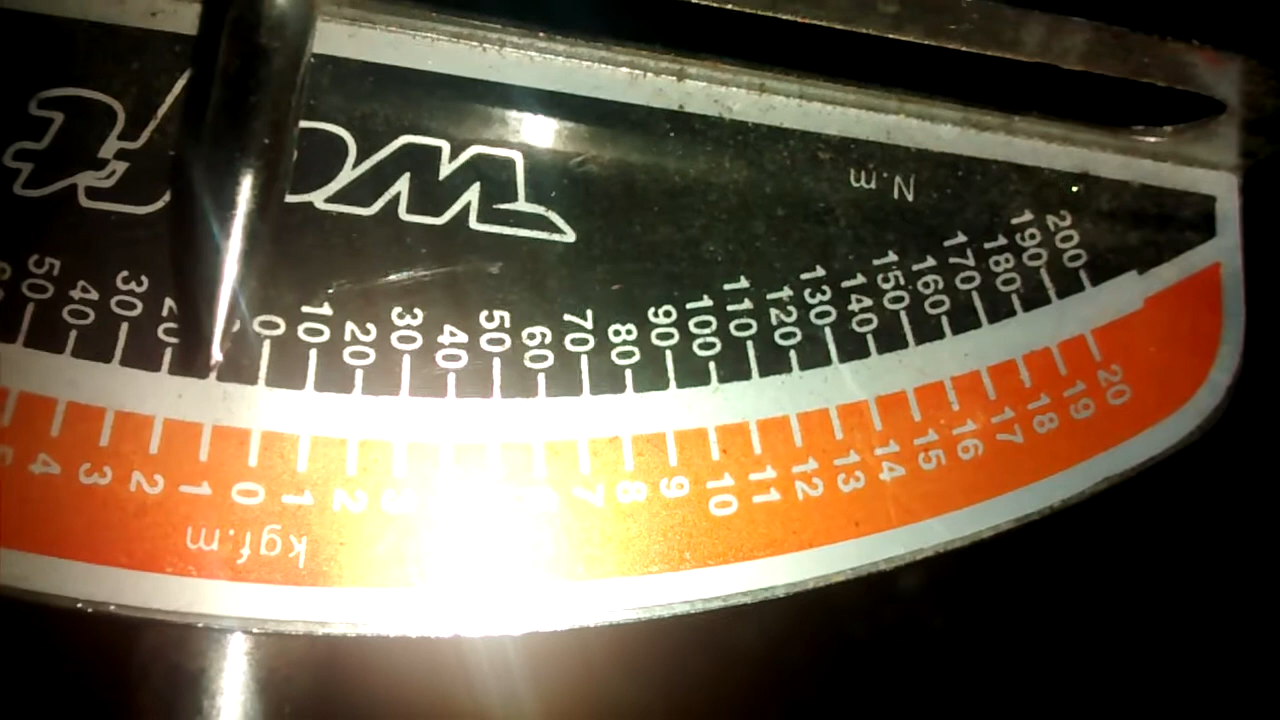 N.m
50 40 30 20 0 10 20 30 40 50 60 70 80 90 100 110 120 130 140 150 160 170 180 190 200
4 3 2 1 0 1 2 3 7 8 9 10 11 12 13 14 15 16 17 18 19 20
kgf.m